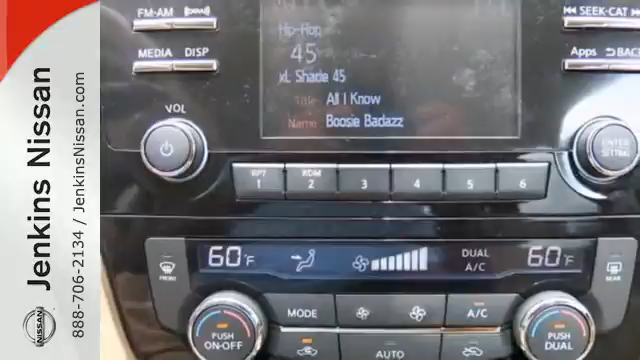 Jenkins Nissan
888-706-2134 / JenkinsNissan.com
NISSAN
FM-AM
SEEK-CAT
MEDIA DISP
Apps BACK
Hip-Hop
45
xL Shade 45
Title All I Know
Name Boosie Badazz
VOL
ENTER
SETTING
RPT RDM
1 2 3 4 5 6
60°F DUAL A/C 60°F
FRONT
REAR
MODE A/C
PUSH ON-OFF
PUSH DUAL
AUTO